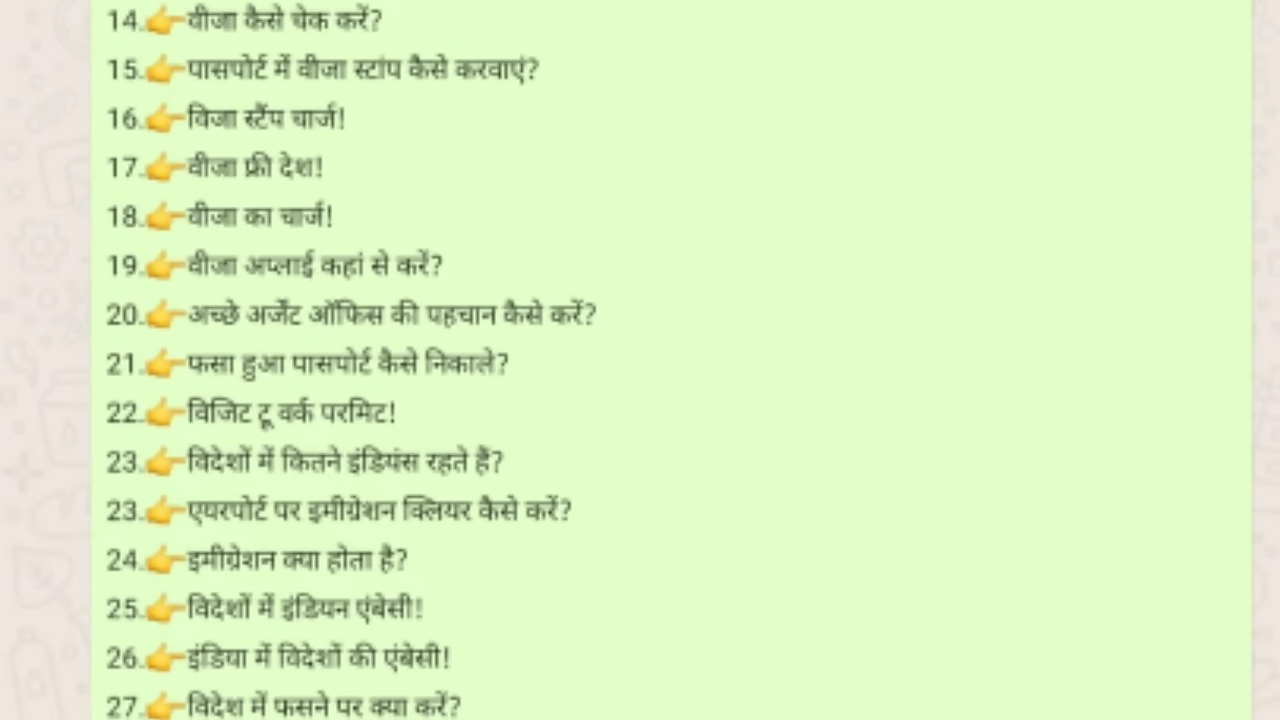 14.👉वीजा कैसे चेक करें?
15.👉पासपोर्ट में वीजा स्टांप कैसे करवाएं?
16.👉विजा स्टैंप चार्ज!
17.👉वीजा फ्री देश!
18.👉वीजा का चार्ज!
19.👉वीजा अप्लाई कहां से करें?
20.👉अच्छे अर्जेंट ऑफिस की पहचान कैसे करें?
21.👉फसा हुआ पासपोर्ट कैसे निकाले?
22.👉विजिट टू वर्क परमिट!
23.👉विदेशों में कितने इंडियंस रहते हैं?
23.👉एयरपोर्ट पर इमीग्रेशन क्लियर कैसे करें?
24.👉इमीग्रेशन क्या होता है?
25.👉विदेशों में इंडियन एंबेसी!
26.👉इंडिया में विदेशों की एंबेसी!
27.👉विदेश में फसने पर क्या करें?